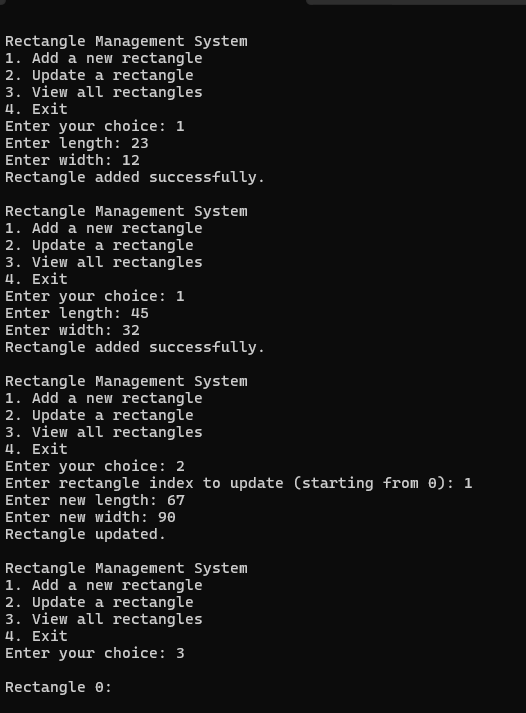 Rectangle Management System
1. Add a new rectangle
2. Update a rectangle
3. View all rectangles
4. Exit
Enter your choice: 1
Enter length: 23
Enter width: 12
Rectangle added successfully.
Rectangle Management System
1. Add a new rectangle
2. Update a rectangle
3. View all rectangles
4. Exit
Enter your choice: 1
Enter length: 45
Enter width: 32
Rectangle added successfully.
Rectangle Management System
1. Add a new rectangle
2. Update a rectangle
3. View all rectangles
4. Exit
Enter your choice: 2
Enter rectangle index to update (starting from 0): 1
Enter new length: 67
Enter new width: 90
Rectangle updated.
Rectangle Management System
1. Add a new rectangle
2. Update a rectangle
3. View all rectangles
4. Exit
Enter your choice: 3
Rectangle 0: